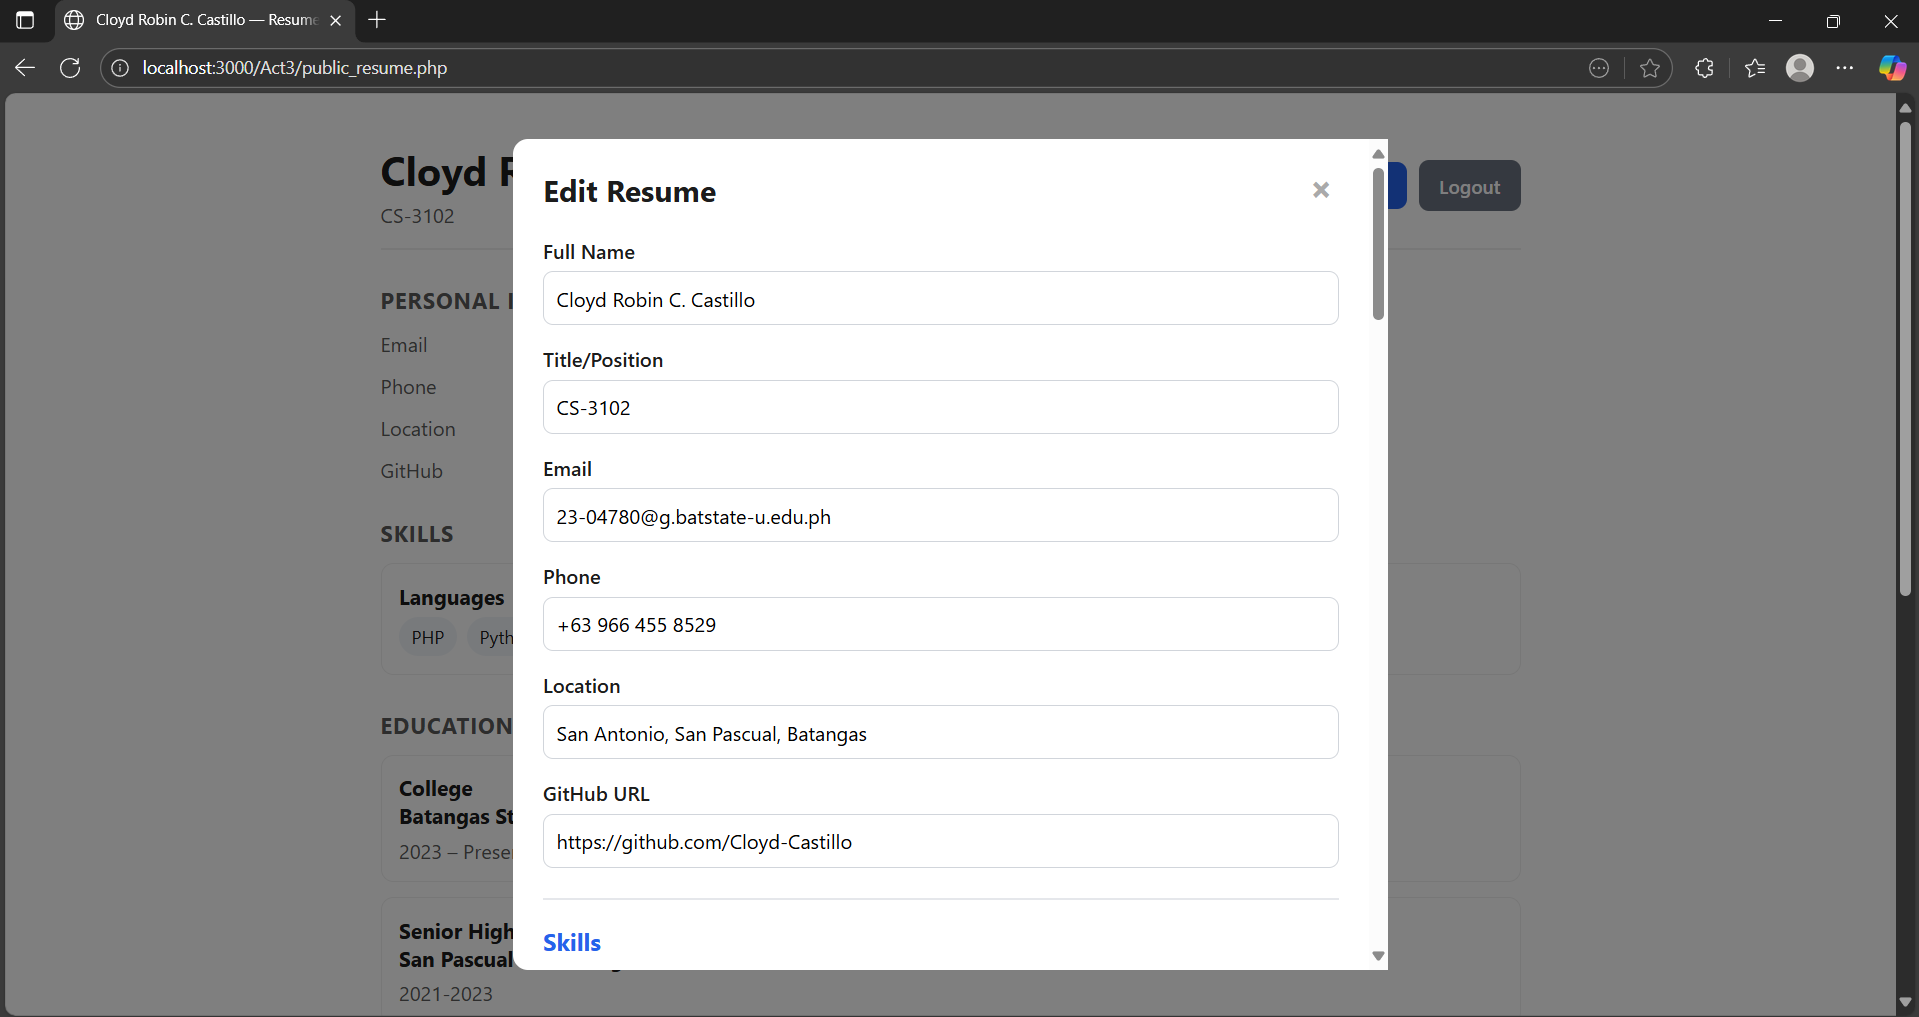 Cloyd Robin C. Castillo — Resume
localhost:3000/Act3/public_resume.php
Cloyd
CS-3102
Logout
PERSONAL
Email
Phone
Location
GitHub
SKILLS
Languages
PHP
Pyth
EDUCATION
College
Batangas St
2023 – Prese
Senior High
San Pascual
2021-2023
Edit Resume
Full Name
Cloyd Robin C. Castillo
Title/Position
CS-3102
Email
23-04780@g.batstate-u.edu.ph
Phone
+63 966 455 8529
Location
San Antonio, San Pascual, Batangas
GitHub URL
https://github.com/Cloyd-Castillo
Skills